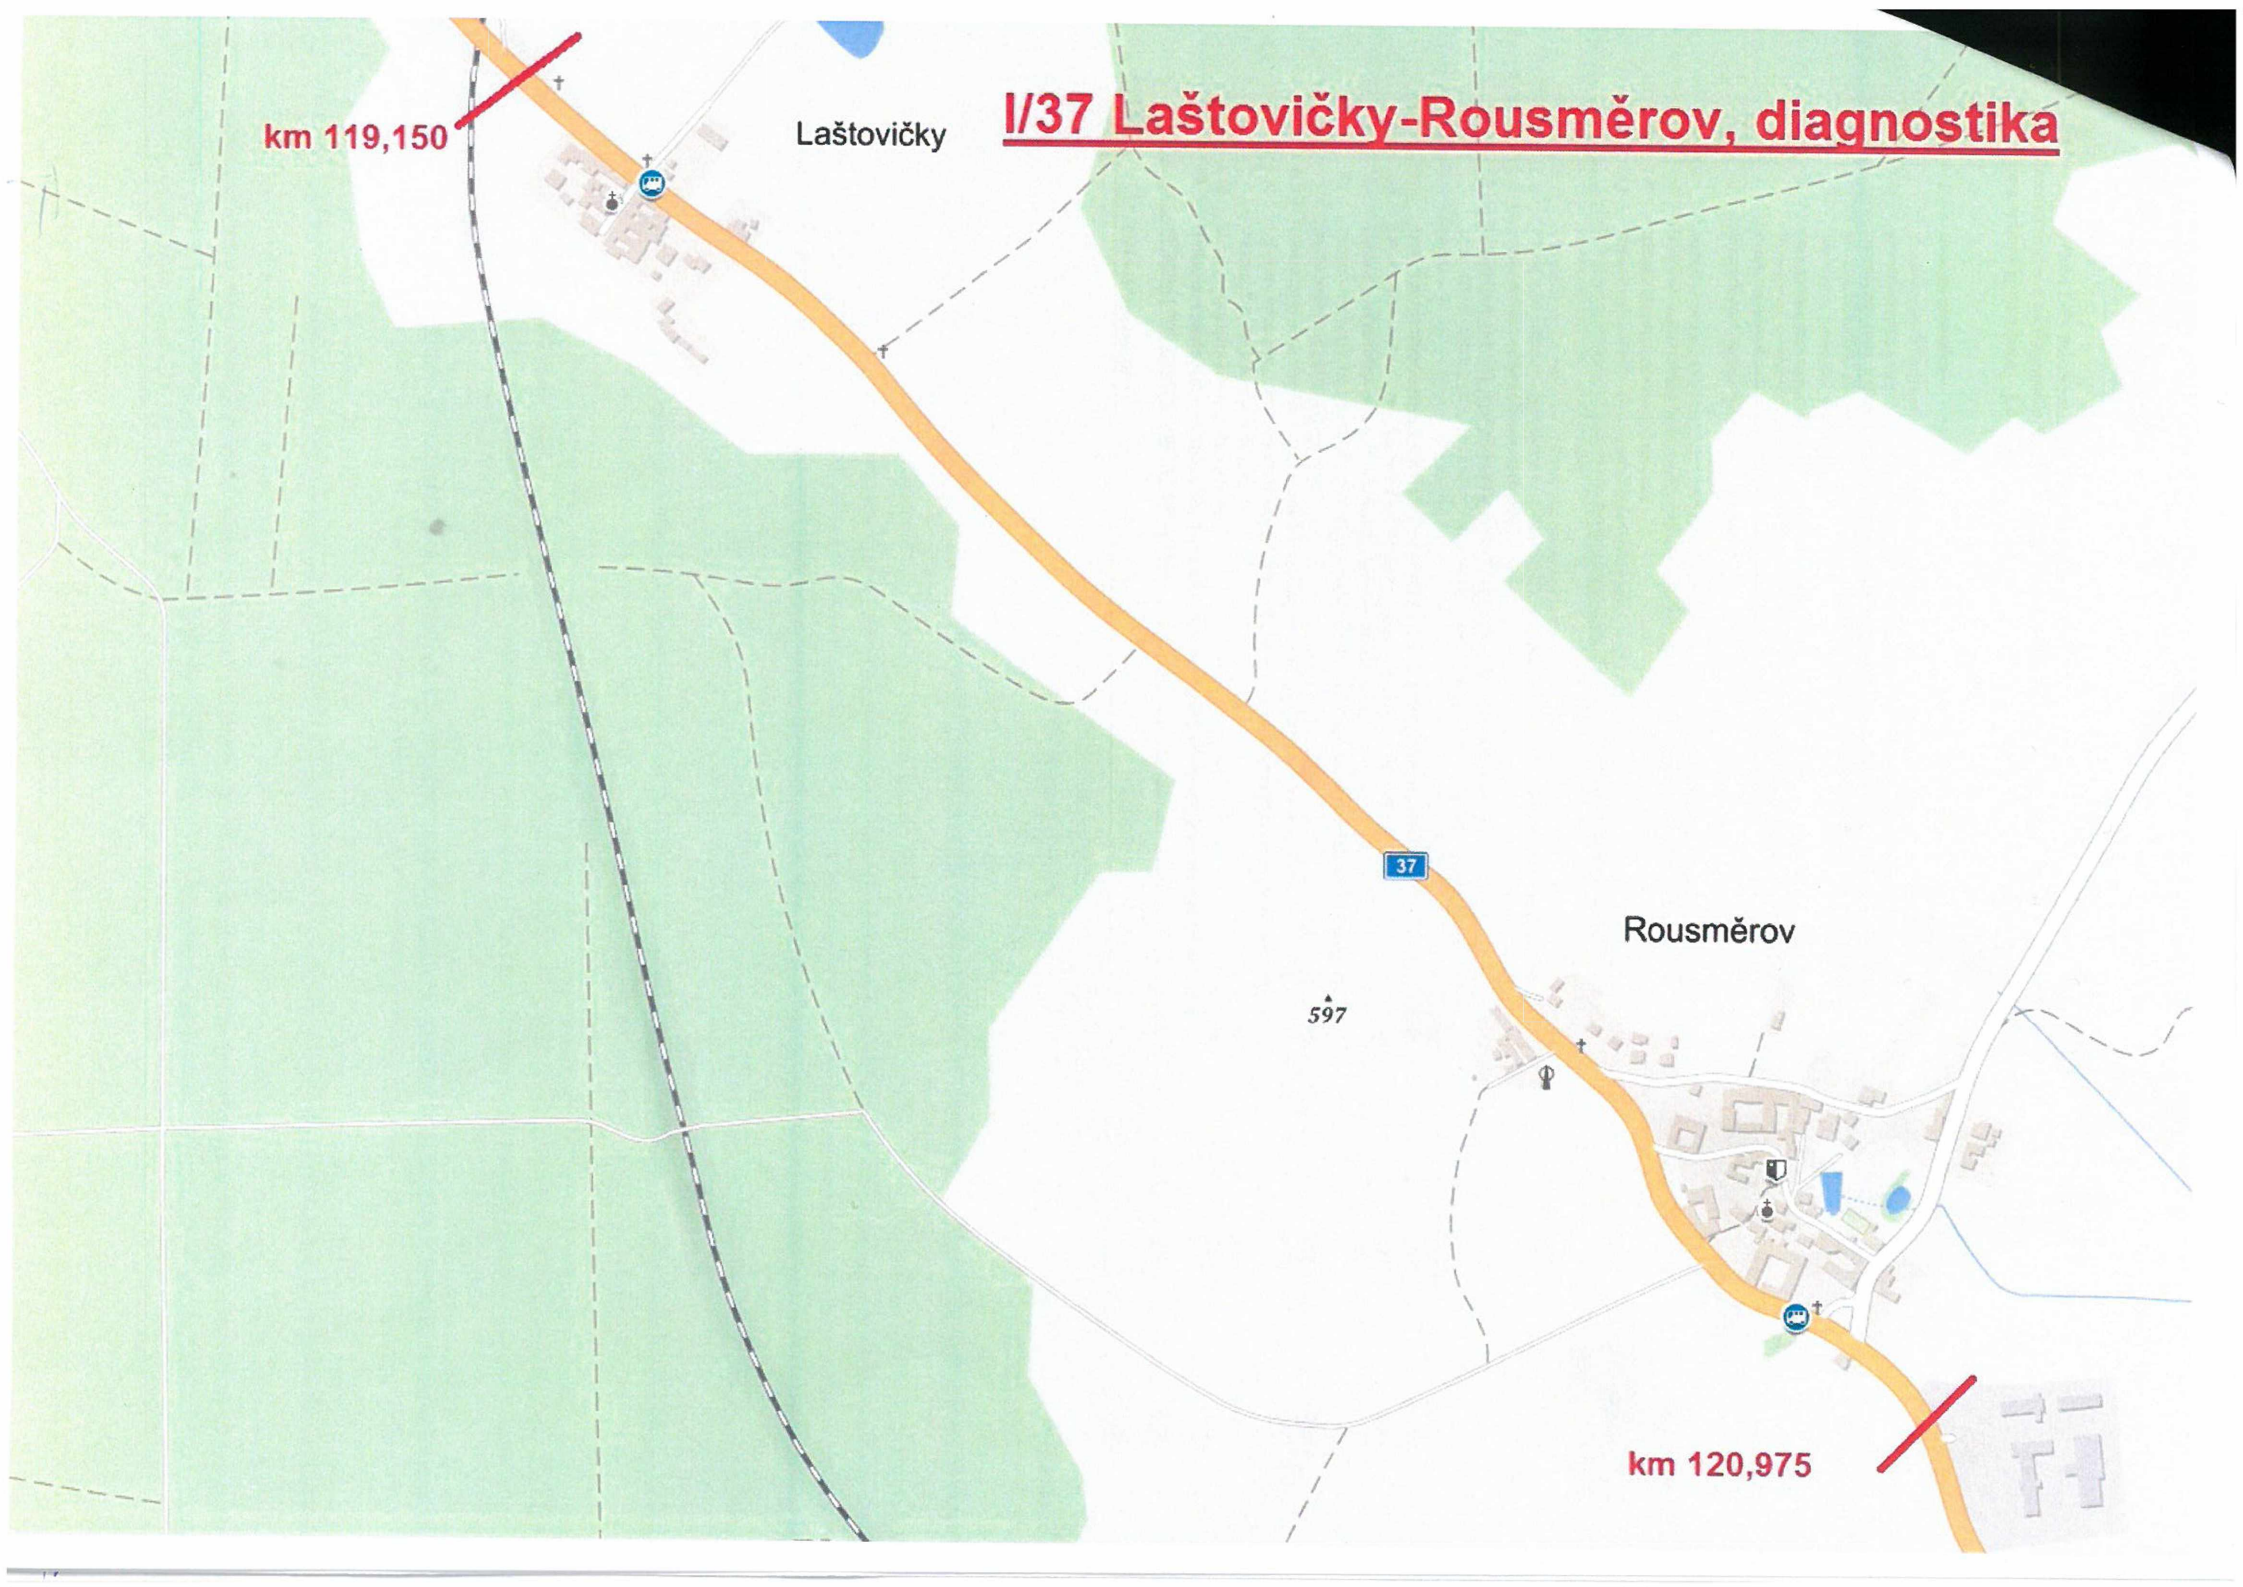 I/37 Laštovičky-Rousměrov, diagnostika
km 119,150
Laštovičky
37
Rousměrov
597
km 120,975